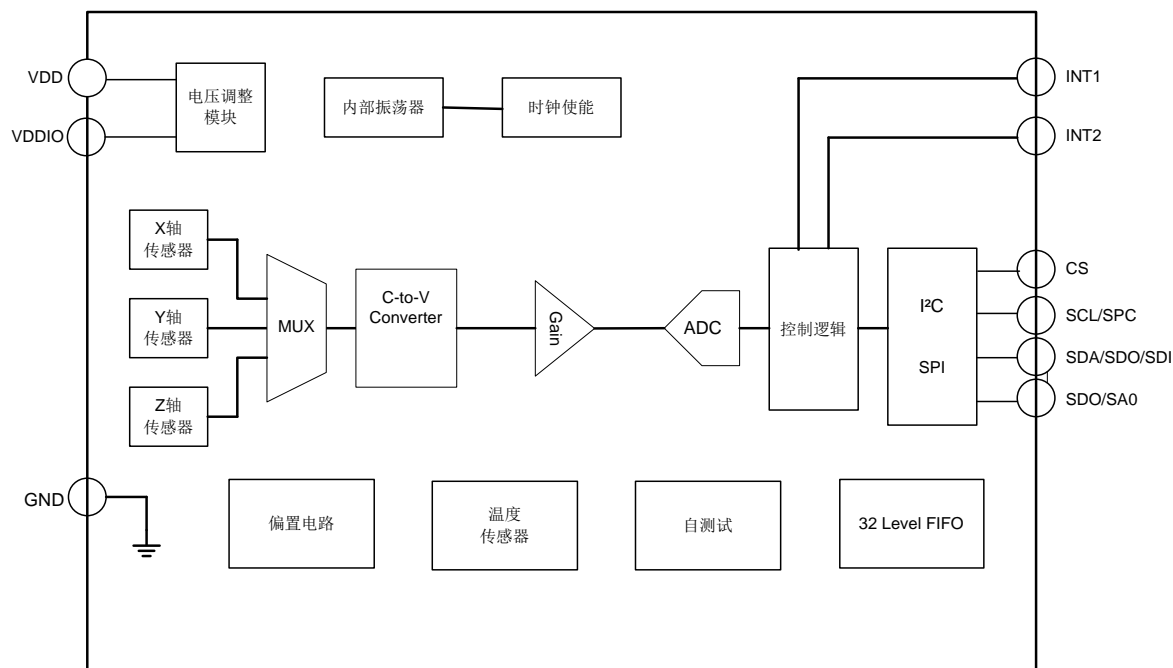 VDD
电压调整
模块
内部振荡器
时钟使能
INT1
VDDIO
INT2
X轴
传感器
Y轴
传感器
Z轴
传感器
MUX
C-to-V
Converter
Gain
ADC
控制逻辑
I²C
SPI
CS
SCL/SPC
SDA/SDO/SDI
SDO/SA0
GND
偏置电路
温度
传感器
自测试
32 Level FIFO